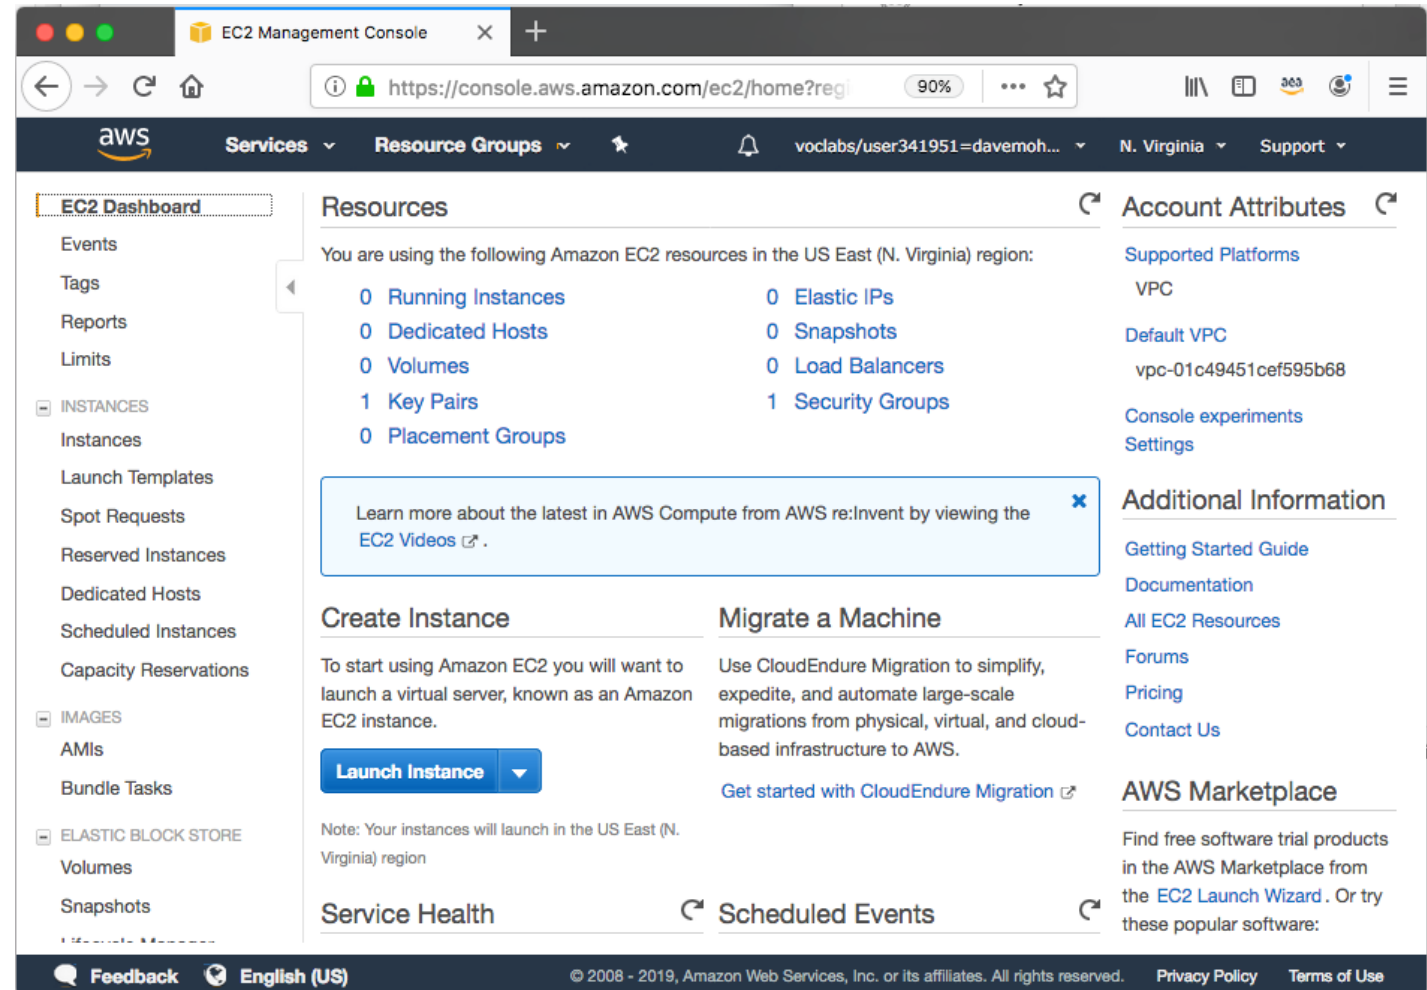 EC2 Management Console
https://console.aws.amazon.com/ec2/home?regi
90%
aws
Services
Resource Groups
voclabs/user341951=davemoh...
N. Virginia
Support
EC2 Dashboard
Events
Tags
Reports
Limits
INSTANCES
Instances
Launch Templates
Spot Requests
Reserved Instances
Dedicated Hosts
Scheduled Instances
Capacity Reservations
IMAGES
AMIs
Bundle Tasks
ELASTIC BLOCK STORE
Volumes
Snapshots
Lifecycle Manager
Resources
You are using the following Amazon EC2 resources in the US East (N. Virginia) region:
0 Running Instances
0 Elastic IPs
0 Dedicated Hosts
0 Snapshots
0 Volumes
0 Load Balancers
1 Key Pairs
1 Security Groups
0 Placement Groups
Learn more about the latest in AWS Compute from AWS re:Invent by viewing the
EC2 Videos .
Create Instance
To start using Amazon EC2 you will want to
launch a virtual server, known as an Amazon
EC2 instance.
Launch Instance
Note: Your instances will launch in the US East (N.
Virginia) region
Migrate a Machine
Use CloudEndure Migration to simplify,
expedite, and automate large-scale
migrations from physical, virtual, and cloud-
based infrastructure to AWS.
Get started with CloudEndure Migration
Service Health
Scheduled Events
Account Attributes
Supported Platforms
VPC
Default VPC
vpc-01c49451cef595b68
Console experiments
Settings
Additional Information
Getting Started Guide
Documentation
All EC2 Resources
Forums
Pricing
Contact Us
AWS Marketplace
Find free software trial products
in the AWS Marketplace from
the EC2 Launch Wizard. Or try
these popular software:
Feedback
English (US)
© 2008 - 2019, Amazon Web Services, Inc. or its affiliates. All rights reserved.
Privacy Policy
Terms of Use